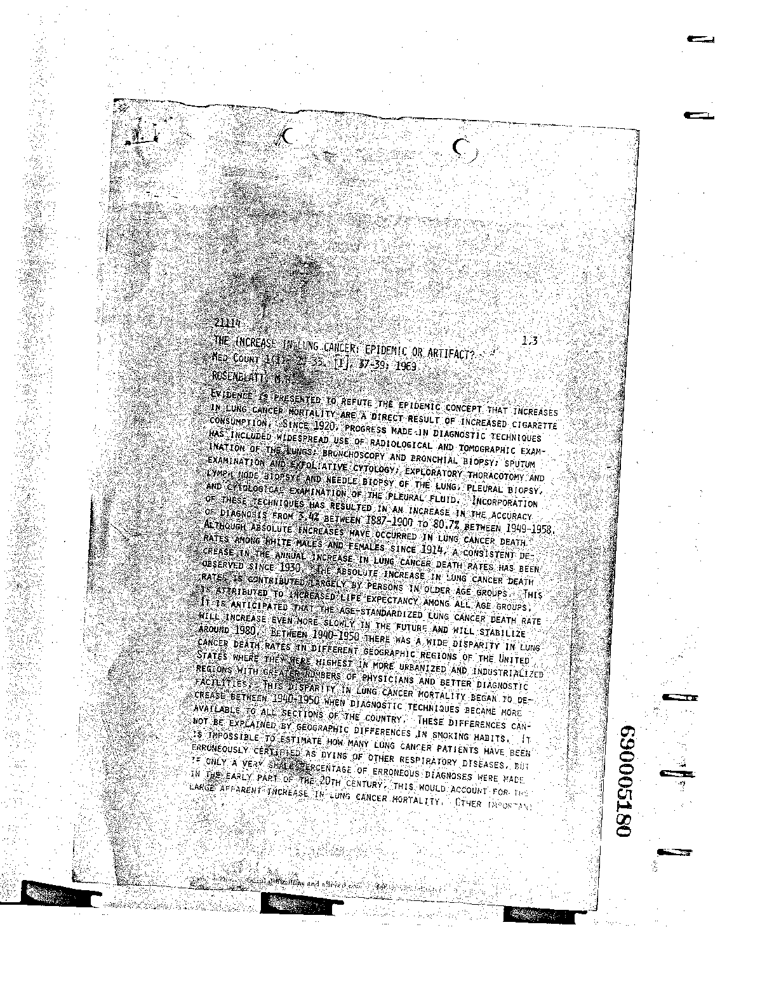 21114 1.3
THE INCREASE IN LUNG CANCER: EPIDEMIC OR ARTIFACT?
MED COUNT 1(1): 33, [1], 37-39; 1969
ROSENBLATT, M.
EVIDENCE IS PRESENTED TO REFUTE THE EPIDEMIC CONCEPT THAT INCREASES
IN LUNG CANCER MORTALITY ARE A DIRECT RESULT OF INCREASED CIGARETTE
CONSUMPTION. SINCE 1920, PROGRESS MADE IN DIAGNOSTIC TECHNIQUES
HAS INCLUDED WIDESPREAD USE OF RADIOLOGICAL AND TOMOGRAPHIC EXAM-
INATION OF THE LUNGS; BRONCHOSCOPY AND BRONCHIAL BIOPSY; SPUTUM
EXAMINATION AND EXFOLIATIVE CYTOLOGY; EXPLORATORY THORACOTOMY AND
LYMPH NODE BIOPSY; AND NEEDLE BIOPSY OF THE LUNG, PLEURAL BIOPSY,
AND CYTOLOGICAL EXAMINATION OF THE PLEURAL FLUID. INCORPORATION
OF THESE TECHNIQUES HAS RESULTED IN AN INCREASE IN THE ACCURACY
OF DIAGNOSIS FROM 3.4% BETWEEN 1887-1900 TO 80.7% BETWEEN 1949-1958.
ALTHOUGH ABSOLUTE INCREASES HAVE OCCURRED IN LUNG CANCER DEATH
RATES AMONG WHITE MALES AND FEMALES SINCE 1914, A CONSISTENT DE-
CREASE IN THE ANNUAL INCREASE IN LUNG CANCER DEATH RATES HAS BEEN
OBSERVED SINCE 1930. THE ABSOLUTE INCREASE IN LUNG CANCER DEATH
RATES IS CONTRIBUTED LARGELY BY PERSONS IN OLDER AGE GROUPS. THIS
IS ATTRIBUTED TO INCREASED LIFE EXPECTANCY AMONG ALL AGE GROUPS.
IT IS ANTICIPATED THAT THE AGE-STANDARDIZED LUNG CANCER DEATH RATE
WILL INCREASE EVEN MORE SLOWLY IN THE FUTURE AND WILL STABILIZE
AROUND 1980. BETWEEN 1940-1950 THERE WAS A WIDE DISPARITY IN LUNG
CANCER DEATH RATES IN DIFFERENT GEOGRAPHIC REGIONS OF THE UNITED
STATES WHERE THEY WERE HIGHEST IN MORE URBANIZED AND INDUSTRIALIZED
REGIONS WITH GREATER NUMBERS OF PHYSICIANS AND BETTER DIAGNOSTIC
FACILITIES. THIS DISPARITY IN LUNG CANCER MORTALITY BEGAN TO DE-
CREASE BETWEEN 1940-1950 WHEN DIAGNOSTIC TECHNIQUES BECAME MORE
AVAILABLE TO ALL SECTIONS OF THE COUNTRY. THESE DIFFERENCES CAN-
NOT BE EXPLAINED BY GEOGRAPHIC DIFFERENCES IN SMOKING HABITS. IT
IS IMPOSSIBLE TO ESTIMATE HOW MANY LUNG CANCER PATIENTS HAVE BEEN
ERRONEOUSLY CERTIFIED AS DYING OF OTHER RESPIRATORY DISEASES, BUT
IF ONLY A VERY SMALL PERCENTAGE OF ERRONEOUS DIAGNOSES WERE MADE
IN THE EARLY PART OF THE 20TH CENTURY, THIS WOULD ACCOUNT FOR THE
LARGE APPARENT INCREASE IN LUNG CANCER MORTALITY. OTHER IMPORTANT
690005180